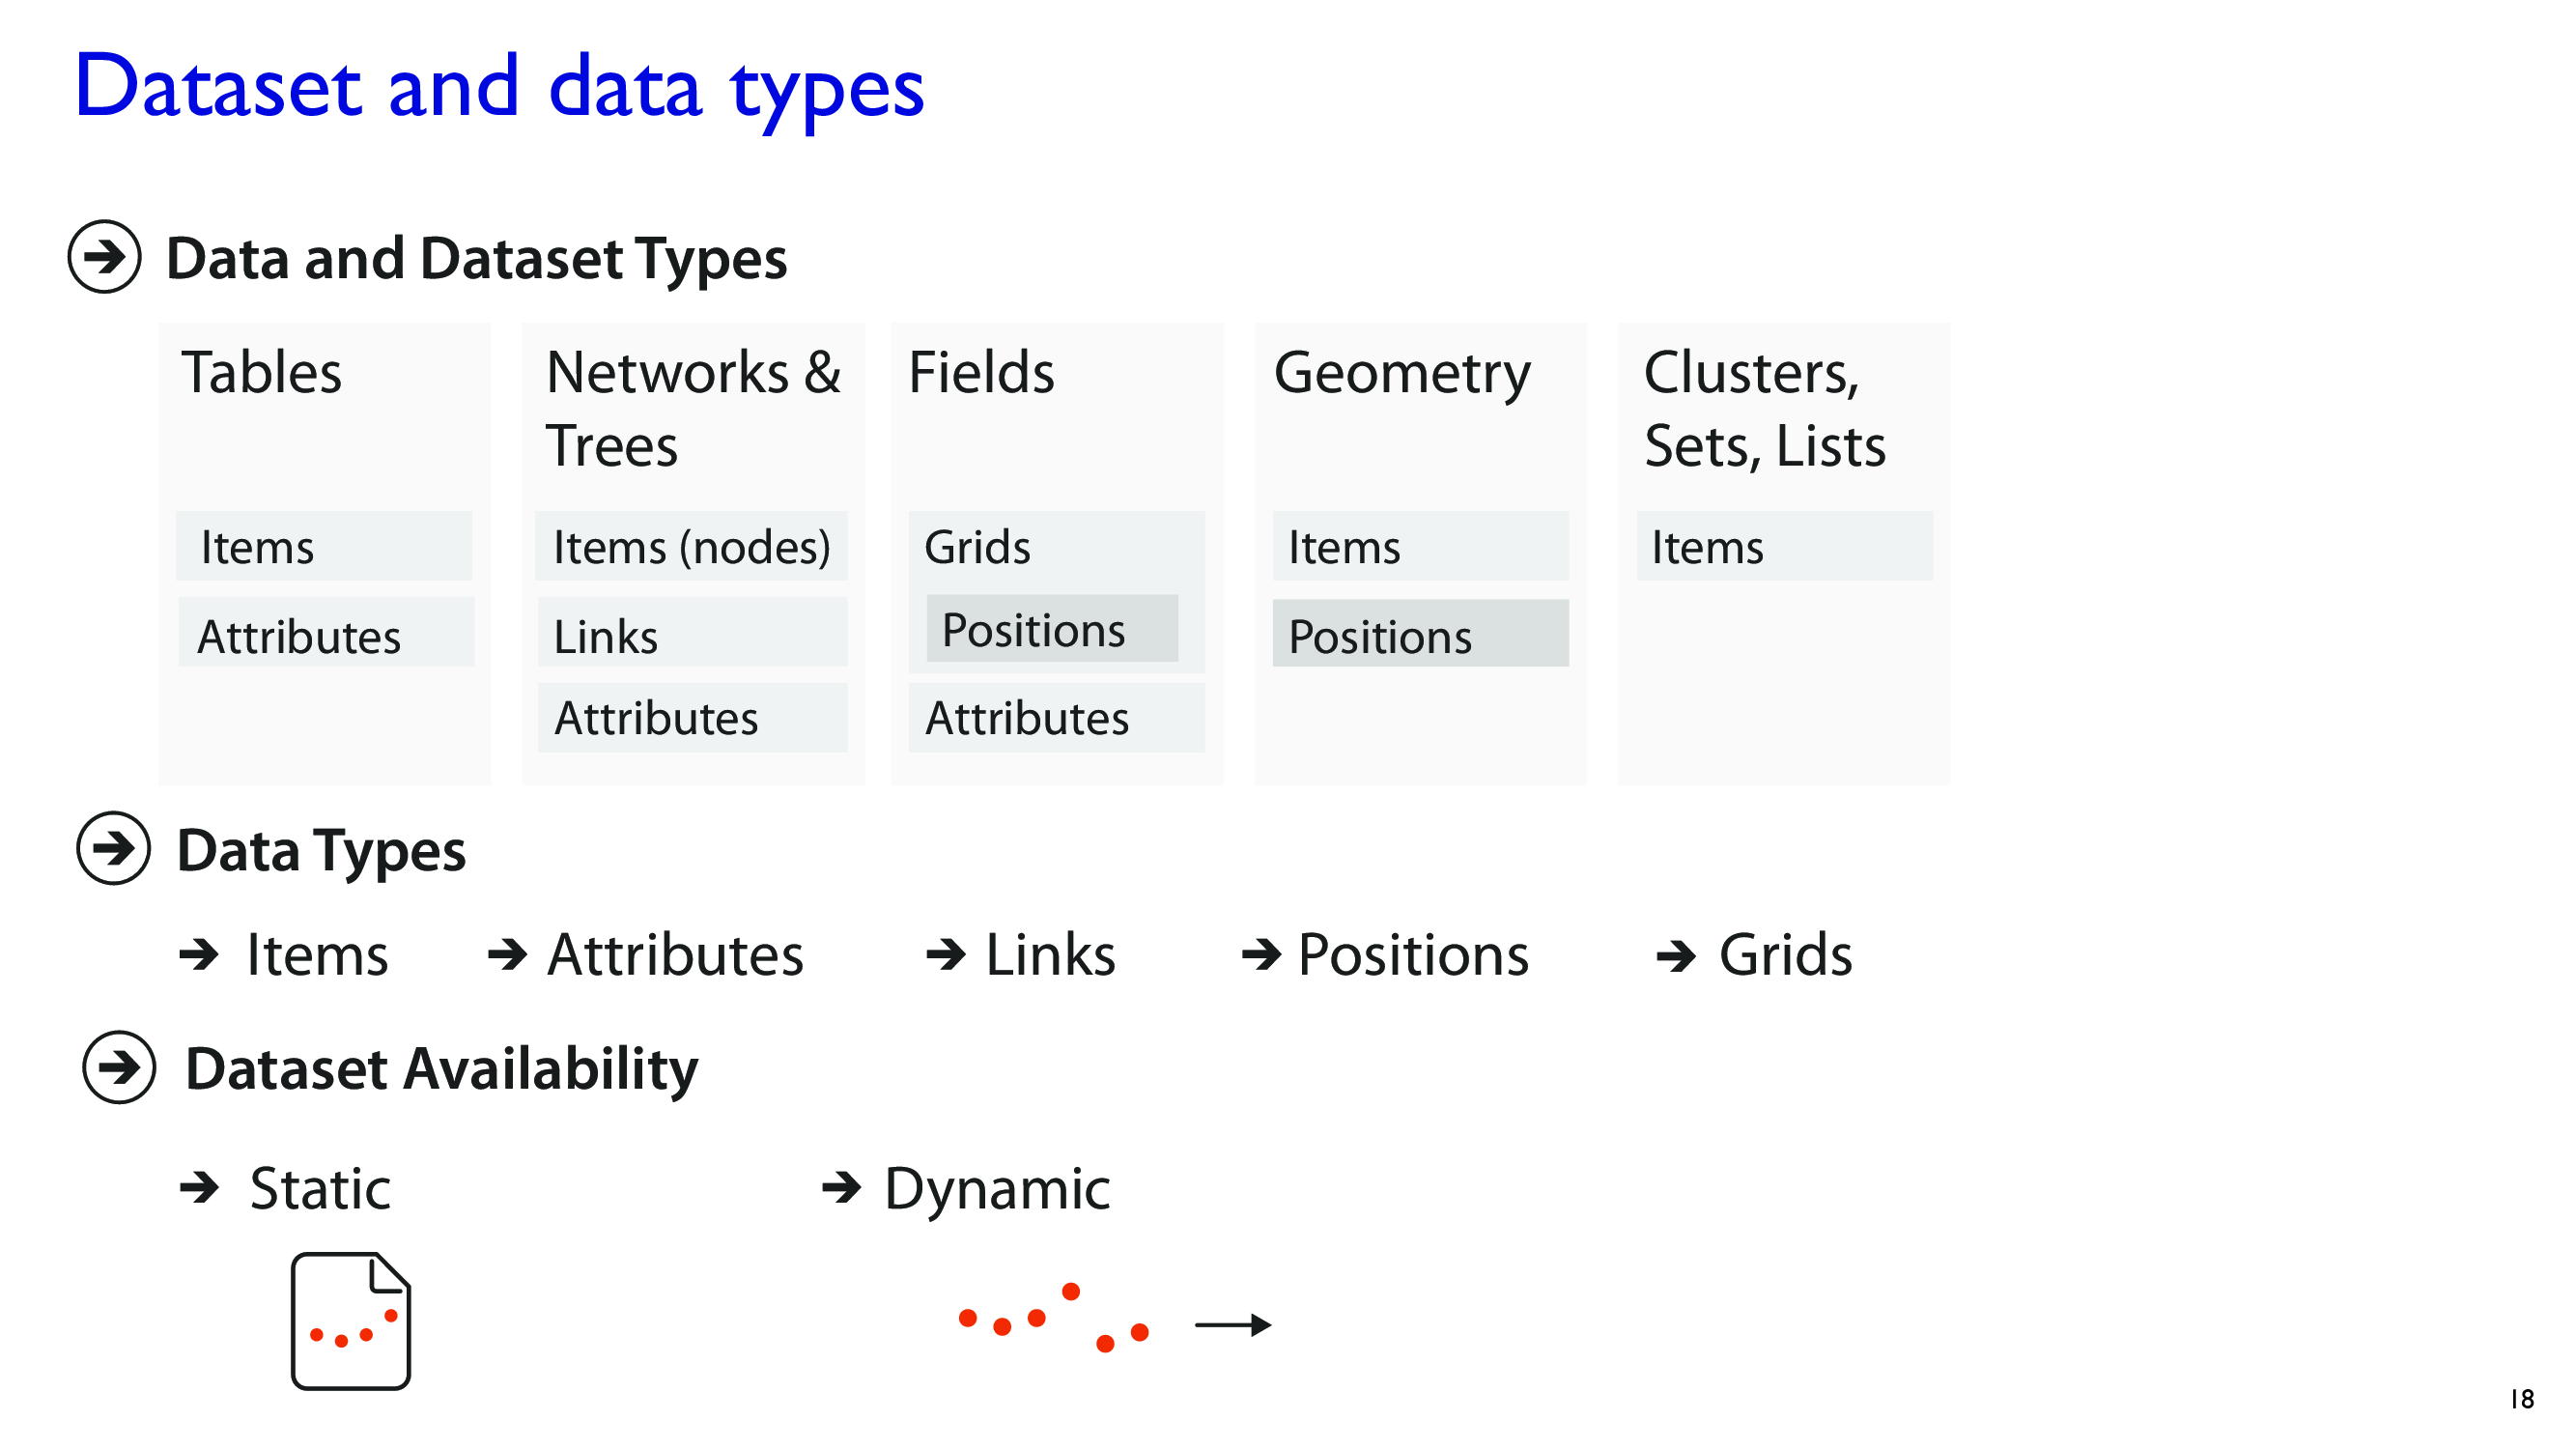 Dataset and data types
Data and Dataset Types
Tables
Items
Attributes
Networks &
Trees
Items (nodes)
Links
Attributes
Fields
Grids
Positions
Attributes
Geometry
Items
Positions
Clusters,
Sets, Lists
Items
Data Types
Items
Attributes
Links
Positions
Grids
Dataset Availability
Static
Dynamic
18